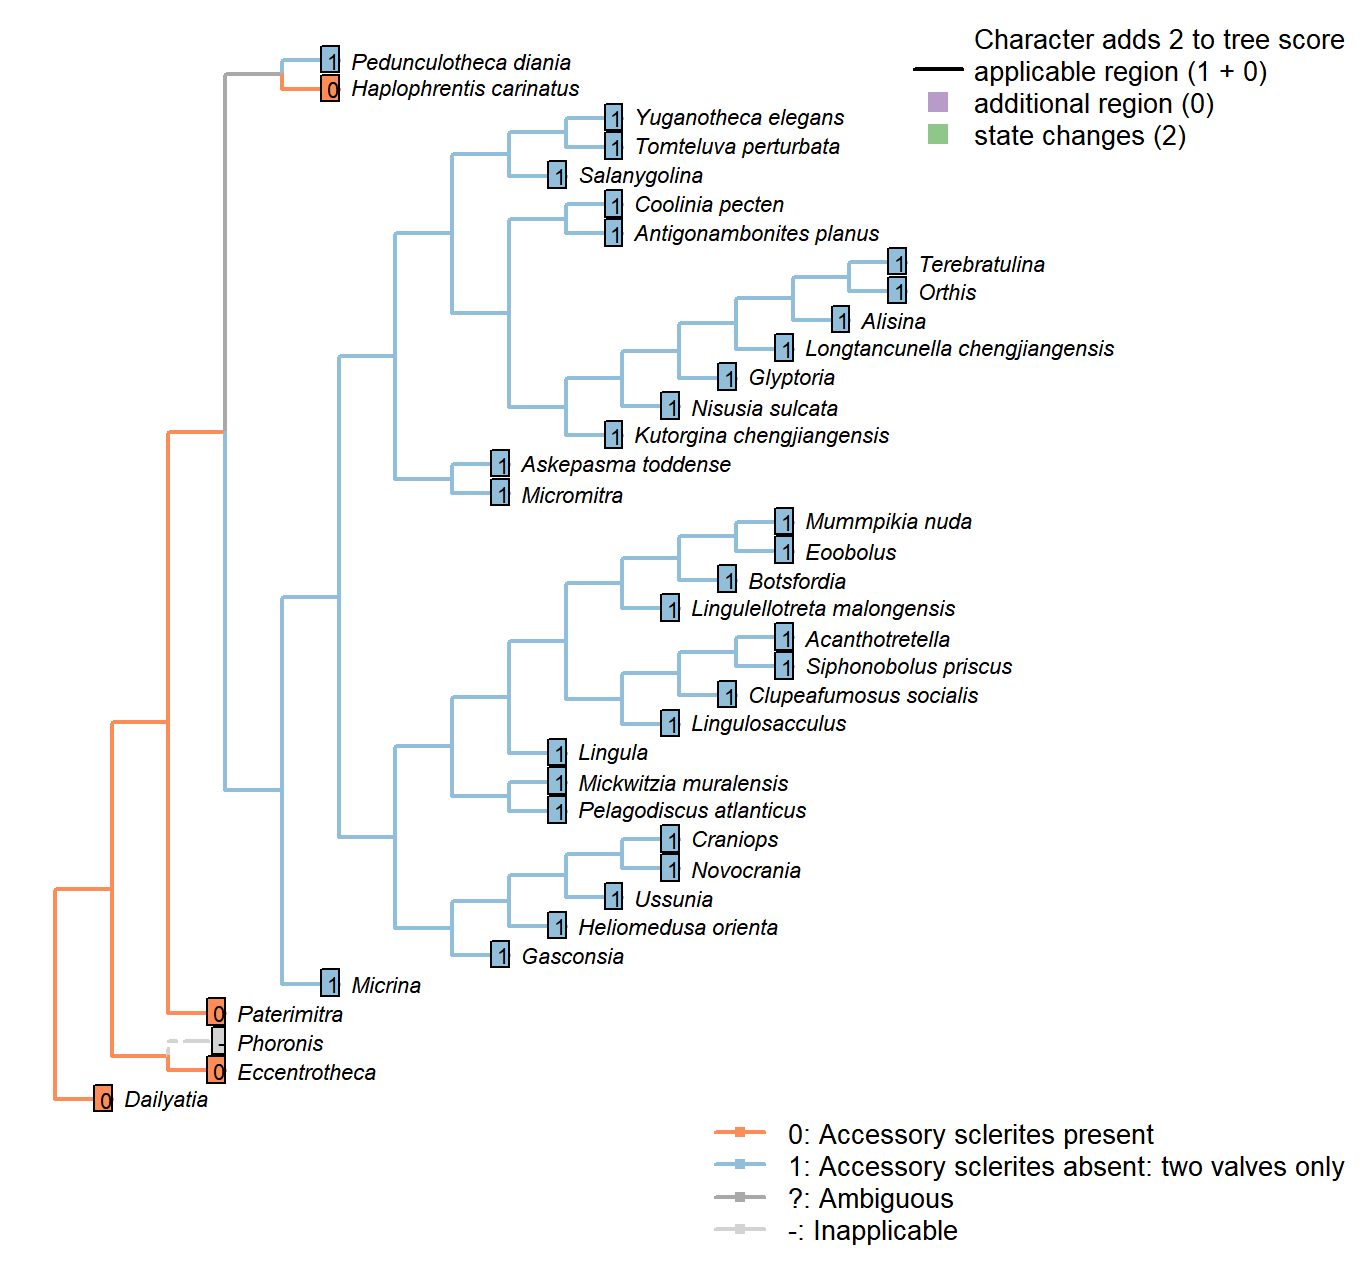 Character adds 2 to tree score
applicable region (1 + 0)
additional region (0)
state changes (2)
1 Pedunculotheca diania
0 Haplophrentis carinatus
1 Yuganotheca elegans
1 Tomteluva perturbata
1 Salanygolina
1 Coolinia pecten
1 Antigonambonites planus
1 Terebratulina
1 Orthis
1 Alisina
1 Longtancunella chengjiangensis
1 Glyptoria
1 Nisusia sulcata
1 Kutorgina chengjiangensis
1 Askepasma toddense
1 Micromitra
1 Mummpikia nuda
1 Eoobolus
1 Botsfordia
1 Lingulellotreta malongensis
1 Acanthotretella
1 Siphonobolus priscus
1 Clupeafumosus socialis
1 Lingulosacculus
1 Lingula
1 Mickwitzia muralensis
1 Pelagodiscus atlanticus
1 Craniops
1 Novocrania
1 Ussunia
1 Heliomedusa orienta
1 Gasconsia
1 Micrina
0 Paterimitra
- Phoronis
0 Eccentrotheca
0 Dailyatia
0: Accessory sclerites present
1: Accessory sclerites absent: two valves only
?: Ambiguous
-: Inapplicable